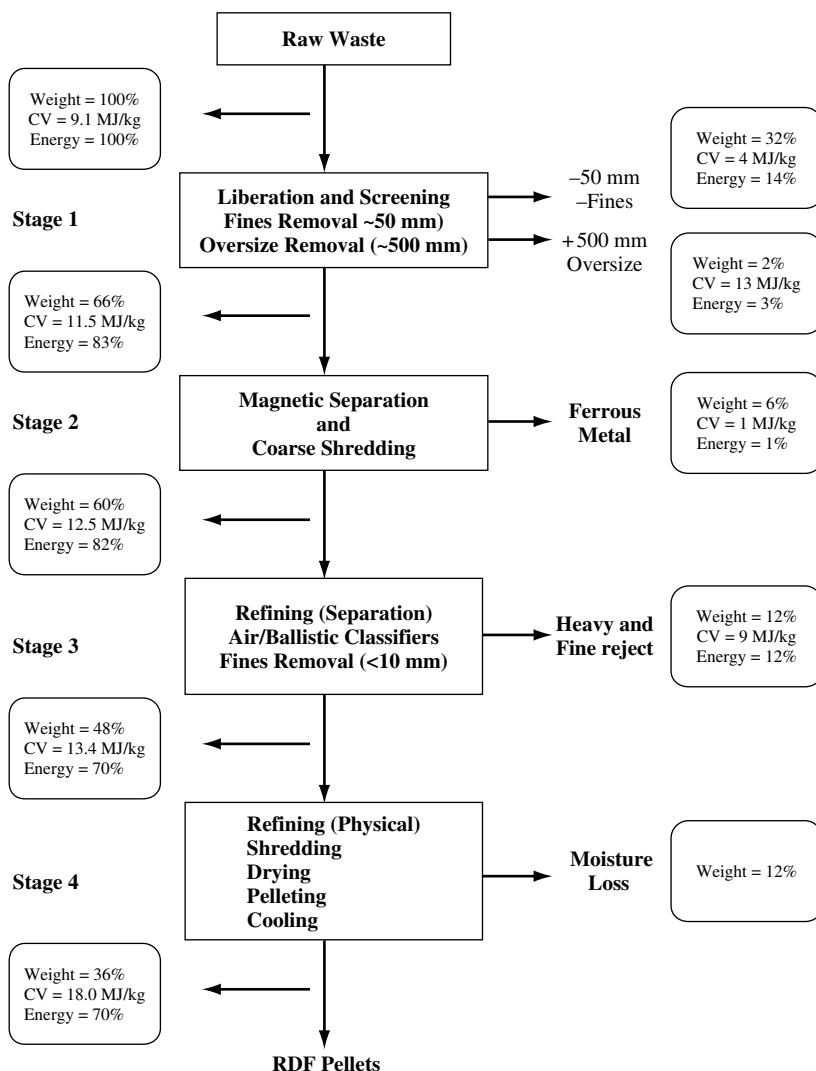 Raw Waste
Weight = 100%
CV = 9.1 MJ/kg
Energy = 100%
Stage 1
Liberation and Screening
Fines Removal ~50 mm)
Oversize Removal (~500 mm)
–50 mm
–Fines
Weight = 32%
CV = 4 MJ/kg
Energy = 14%
+500 mm
Oversize
Weight = 2%
CV = 13 MJ/kg
Energy = 3%
Weight = 66%
CV = 11.5 MJ/kg
Energy = 83%
Stage 2
Magnetic Separation
and
Coarse Shredding
Ferrous
Metal
Weight = 6%
CV = 1 MJ/kg
Energy = 1%
Weight = 60%
CV = 12.5 MJ/kg
Energy = 82%
Stage 3
Refining (Separation)
Air/Ballistic Classifiers
Fines Removal (<10 mm)
Heavy and
Fine reject
Weight = 12%
CV = 9 MJ/kg
Energy = 12%
Weight = 48%
CV = 13.4 MJ/kg
Energy = 70%
Stage 4
Refining (Physical)
Shredding
Drying
Pelleting
Cooling
Moisture
Loss
Weight = 12%
Weight = 36%
CV = 18.0 MJ/kg
Energy = 70%
RDF Pellets